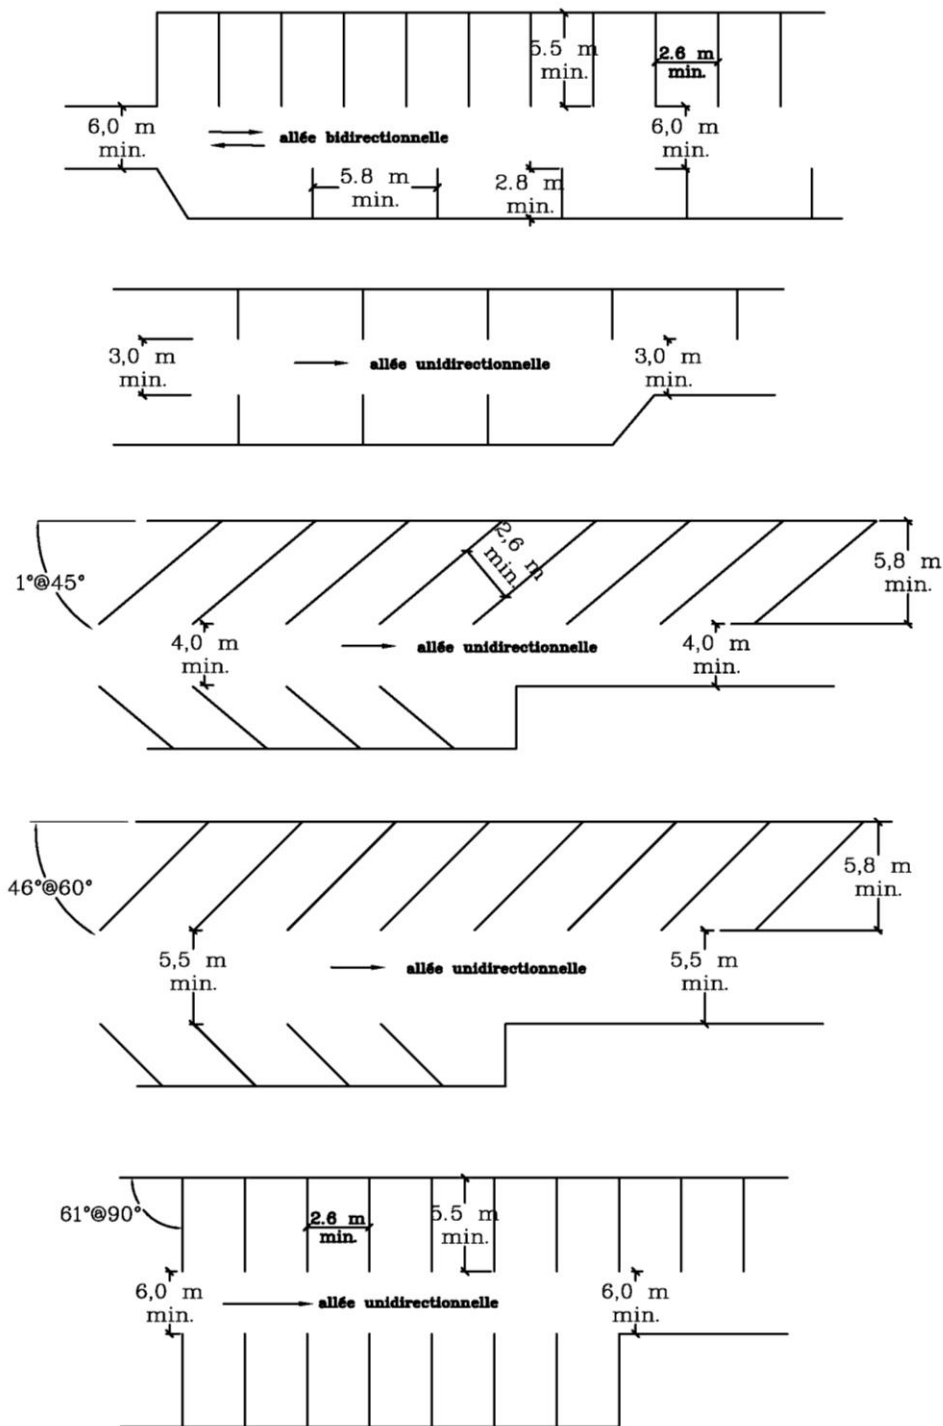 5.5 m
min.
2.6 m
min.
6,0 m
min.
allée bidirectionnelle
6,0 m
min.
5.8 m
min.
2.8 m
min.
3,0 m
min.
allée unidirectionnelle
3,0 m
min.
1°@45°
2,6 m
min.
5,8 m
min.
4,0 m
min.
allée unidirectionnelle
4,0 m
min.
46°@60°
5,8 m
min.
5,5 m
min.
allée unidirectionnelle
5,5 m
min.
61°@90°
2.6 m
min.
5.5 m
min.
6,0 m
min.
allée unidirectionnelle
6,0 m
min.